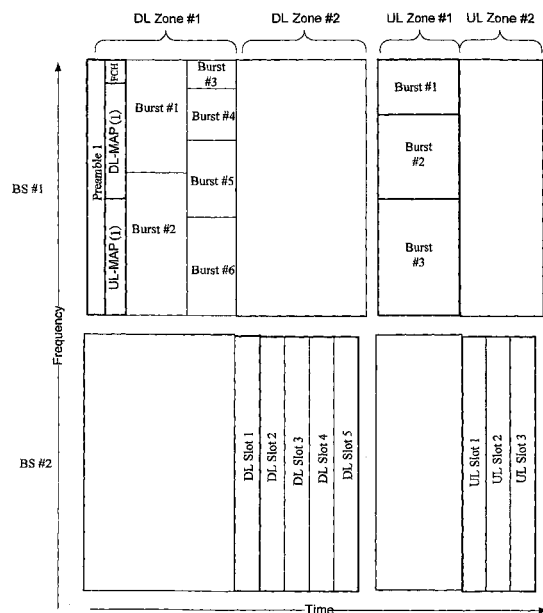 DL Zone #1
DL Zone #2
UL Zone #1
UL Zone #2
BS #1
Frequency
Preamble 1
FCH
DL-MAP (1)
UL-MAP (1)
Burst #1
Burst #2
Burst
#3
Burst #4
Burst #5
Burst #6
Burst #1
Burst
#2
Burst
#3
BS #2
DL Slot 1
DL Slot 2
DL Slot 3
DL Slot 4
DL Slot 5
UL Slot 1
UL Slot 2
UL Slot 3
Time